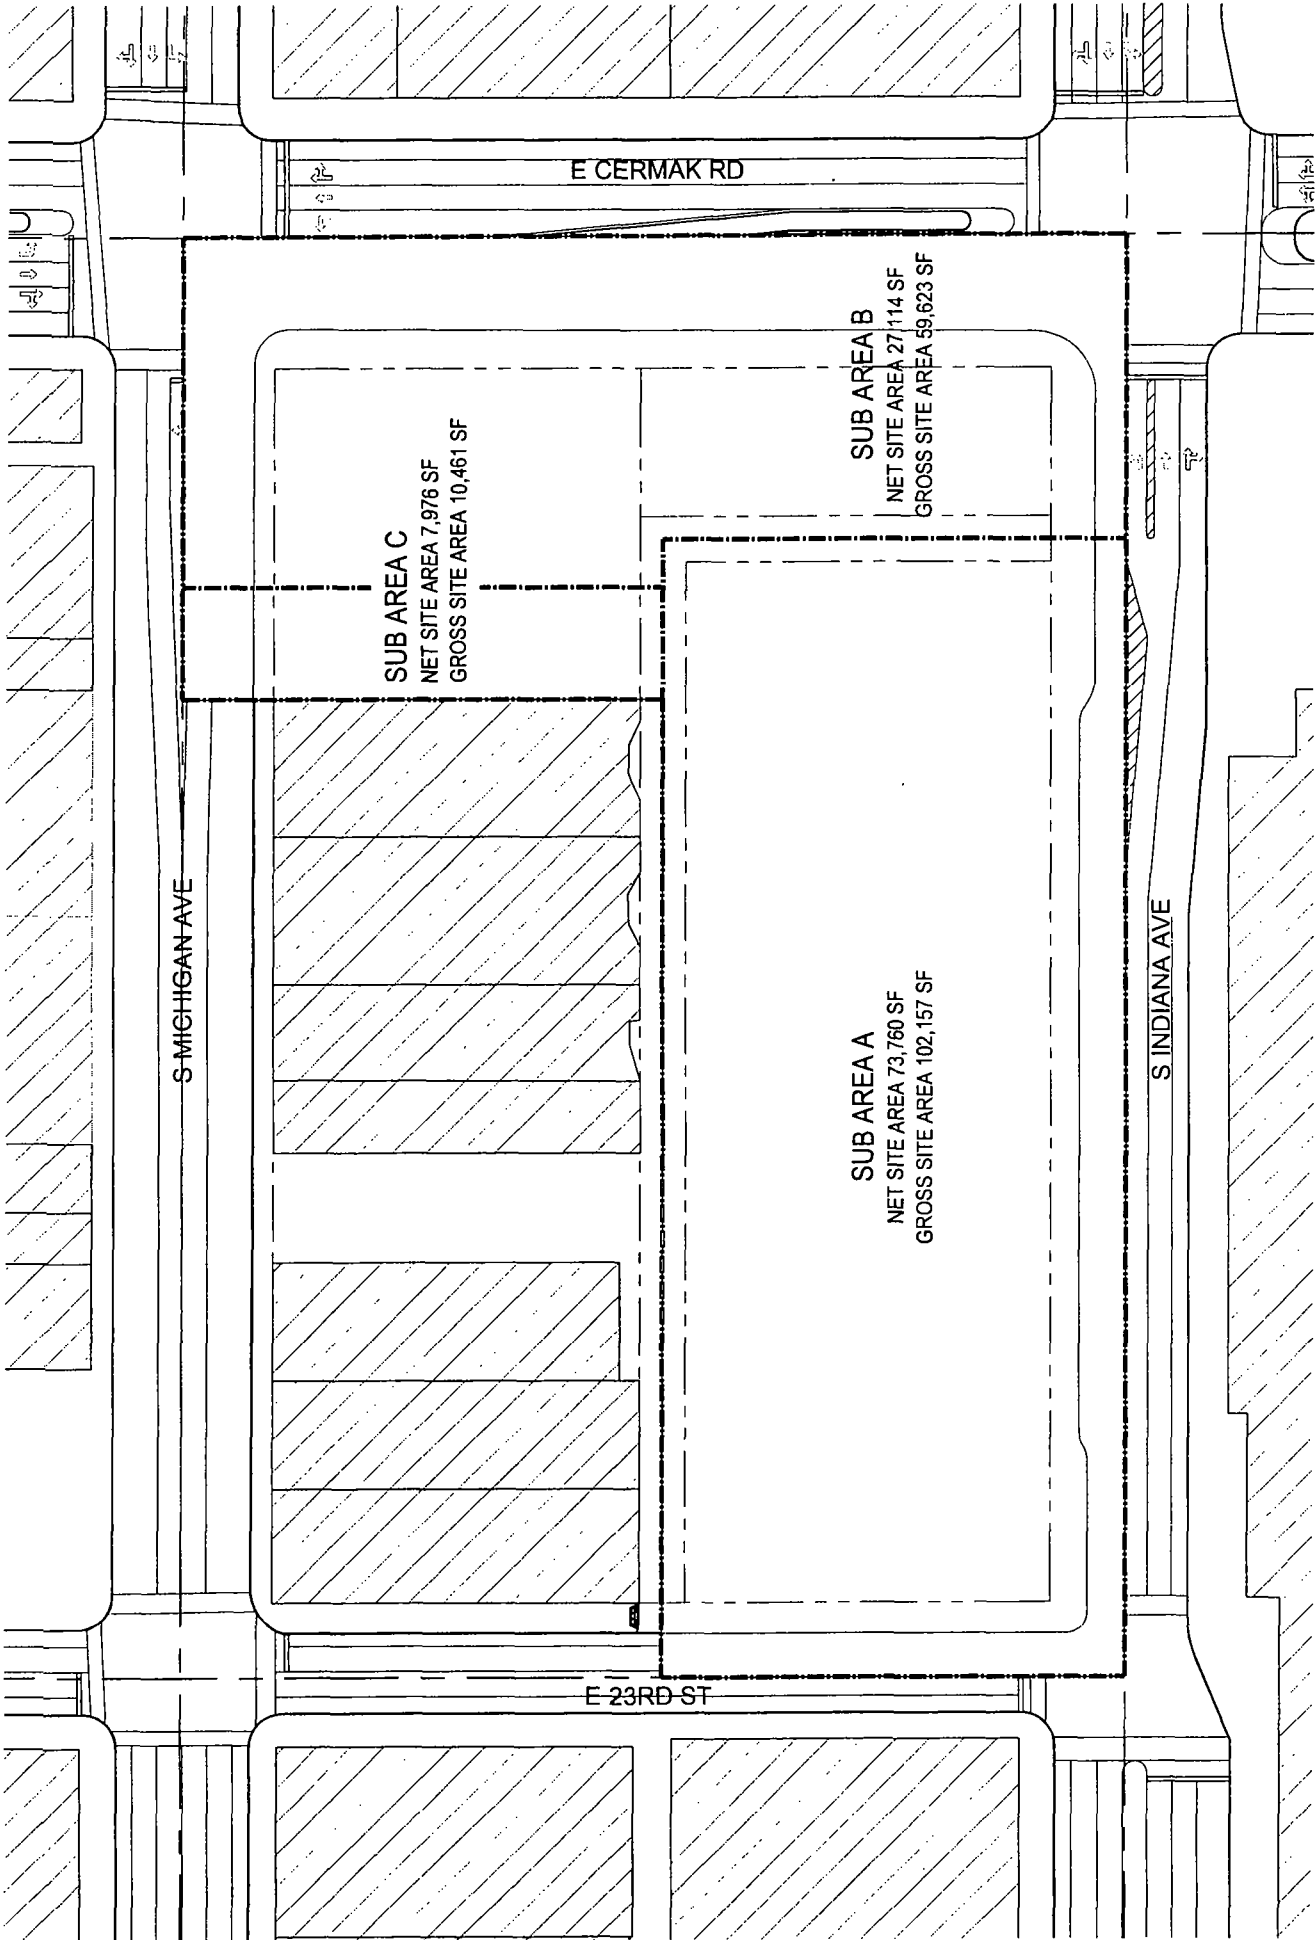 E CERMAK RD
SUB AREA B
NET SITE AREA 27,114 SF
GROSS SITE AREA 59,623 SF
SUB AREA C
NET SITE AREA 7,976 SF
GROSS SITE AREA 10,461 SF
S MICHIGAN AVE
SUB AREA A
NET SITE AREA 73,760 SF
GROSS SITE AREA 102,157 SF
S INDIANA AVE
E 23RD ST